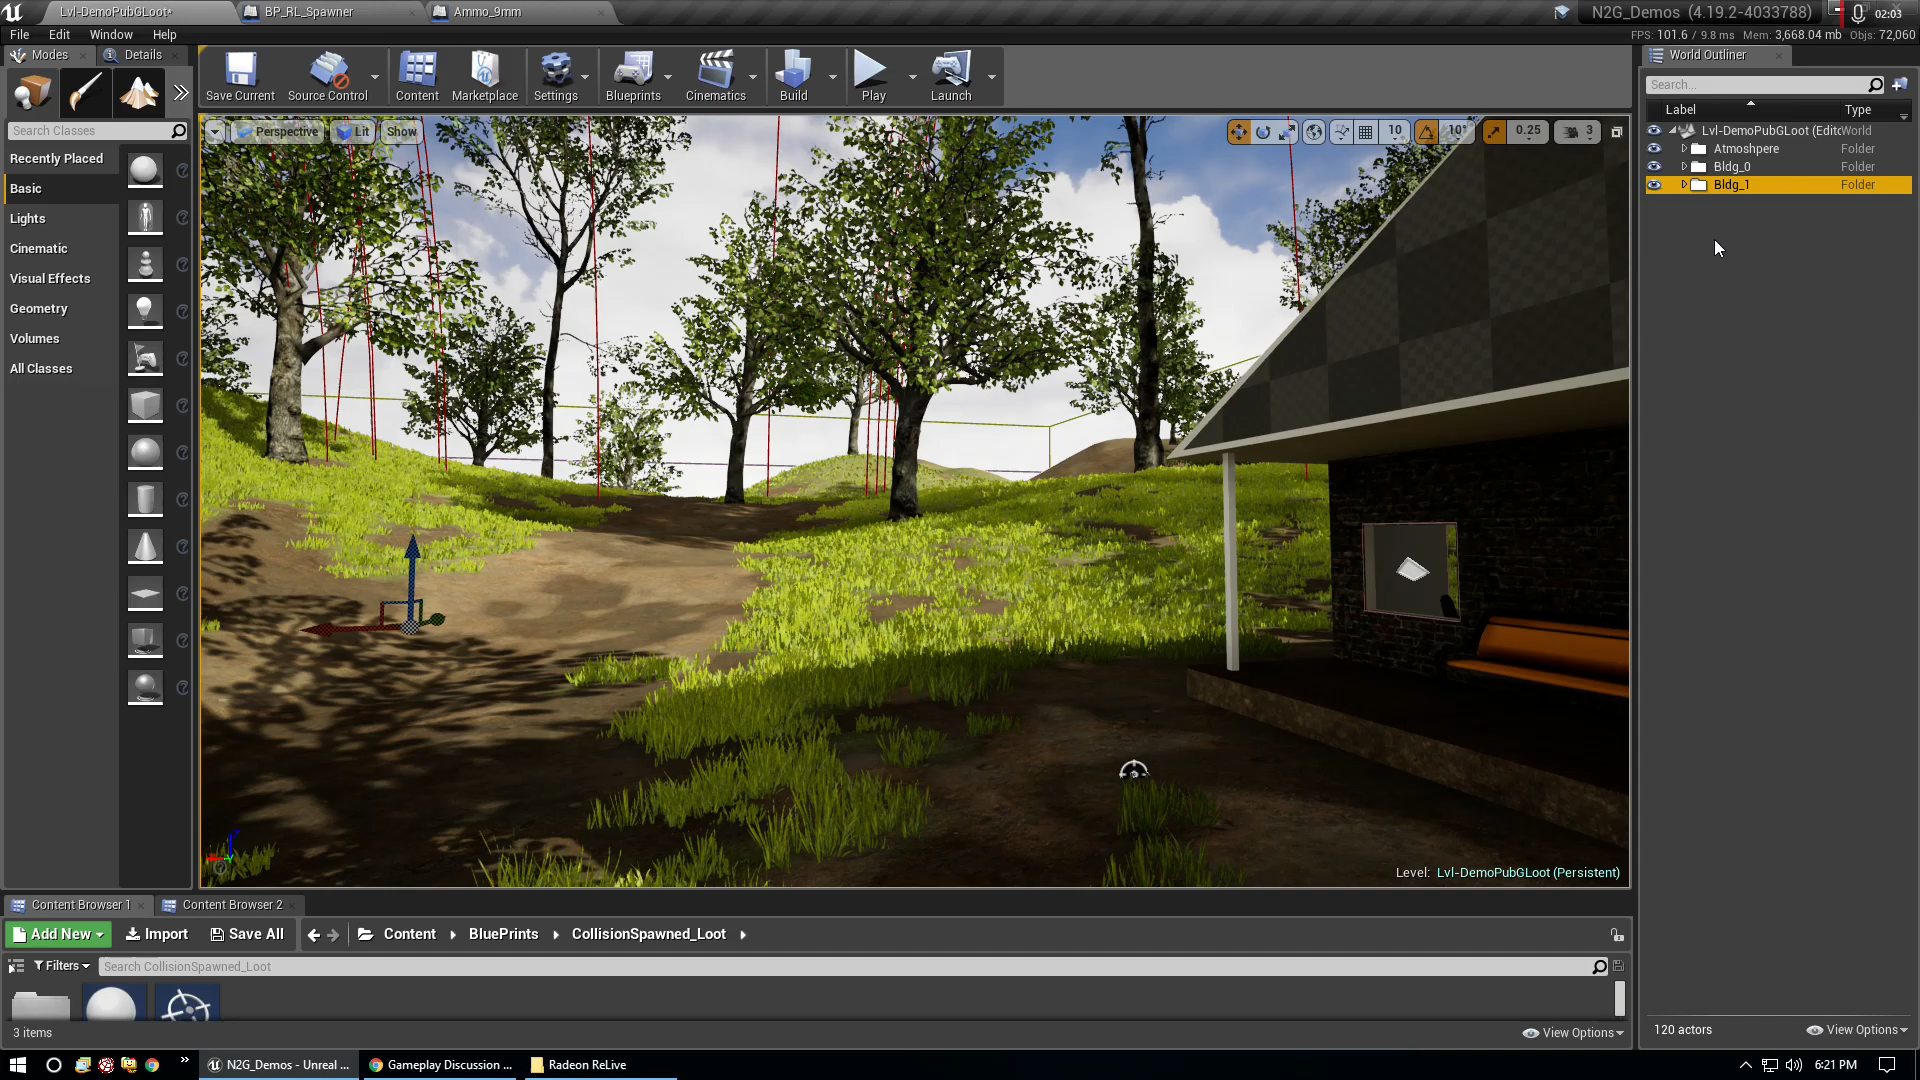 Lvl-DemoPubGLoot*
BP_RL_Spawner
Ammo_9mm
N2G_Demos (4.19.2-4033788)
02:03
File Edit Window Help
FPS: 101.6 / 9.8 ms Mem: 3,668.04 mb Objs: 72,060
Modes
Details
World Outliner
Save Current
Source Control
Content
Marketplace
Settings
Blueprints
Cinematics
Build
Play
Launch
Search...
Label
Type
Search Classes
Perspective
Lit
Show
10
10°
0.25
3
Lvl-DemoPubGLoot (Edito
World
Atmoshpere
Folder
Bldg_0
Folder
Bldg_1
Folder
Recently Placed
Basic
Lights
Cinematic
Visual Effects
Geometry
Volumes
All Classes
Level: Lvl-DemoPubGLoot (Persistent)
Content Browser 1
Content Browser 2
Add New
Import
Save All
Content
BluePrints
CollisionSpawned_Loot
Filters
Search CollisionSpawned_Loot
3 items
View Options
120 actors
View Options
N2G_Demos - Unreal ...
Gameplay Discussion ...
Radeon ReLive
6:21 PM